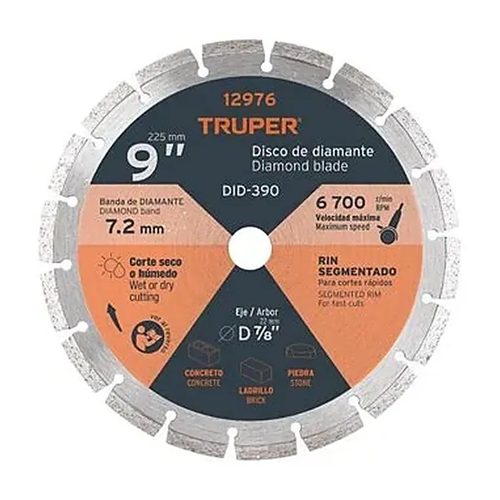 12976
TRUPER®
225 mm
9"
Disco de diamante
Diamond blade
DID-390
Banda de DIAMANTE
DIAMOND band
7.2 mm
6 700 r/min
RPM
Velocidad máxima
Maximum speed
Corte seco
o húmedo
Wet or dry
cutting
RIN
SEGMENTADO
Para cortes rápidos
SEGMENTED RIM
For fast cuts
Eje / Arbor
22 mm
D 7/8"
CONCRETO
CONCRETE
LADRILLO
BRICK
PIEDRA
STONE